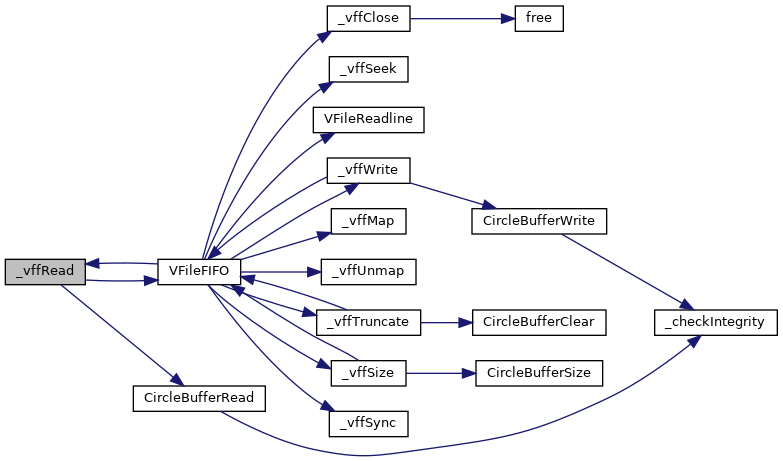 _vffClose
free
_vffSeek
VFileReadline
_vffWrite
_vffMap
CircleBufferWrite
_vffRead
VFileFIFO
_vffUnmap
_vffTruncate
CircleBufferClear
_checkIntegrity
_vffSize
CircleBufferSize
CircleBufferRead
_vffSync